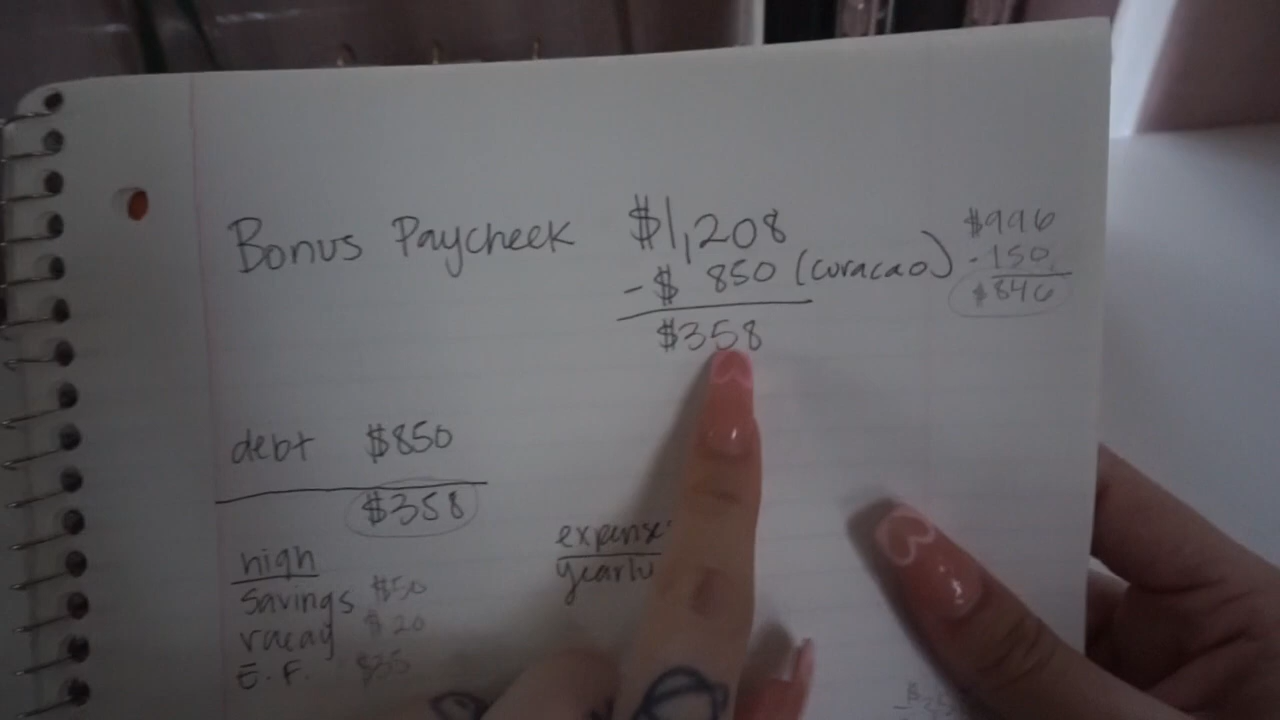 Bonus Paycheck $1,208
- $ 850 (curacao)
$358
$996
- 150
$846
debt $850
$358
high
savings $50
vacay $20
E.F. $35
expense
yearly